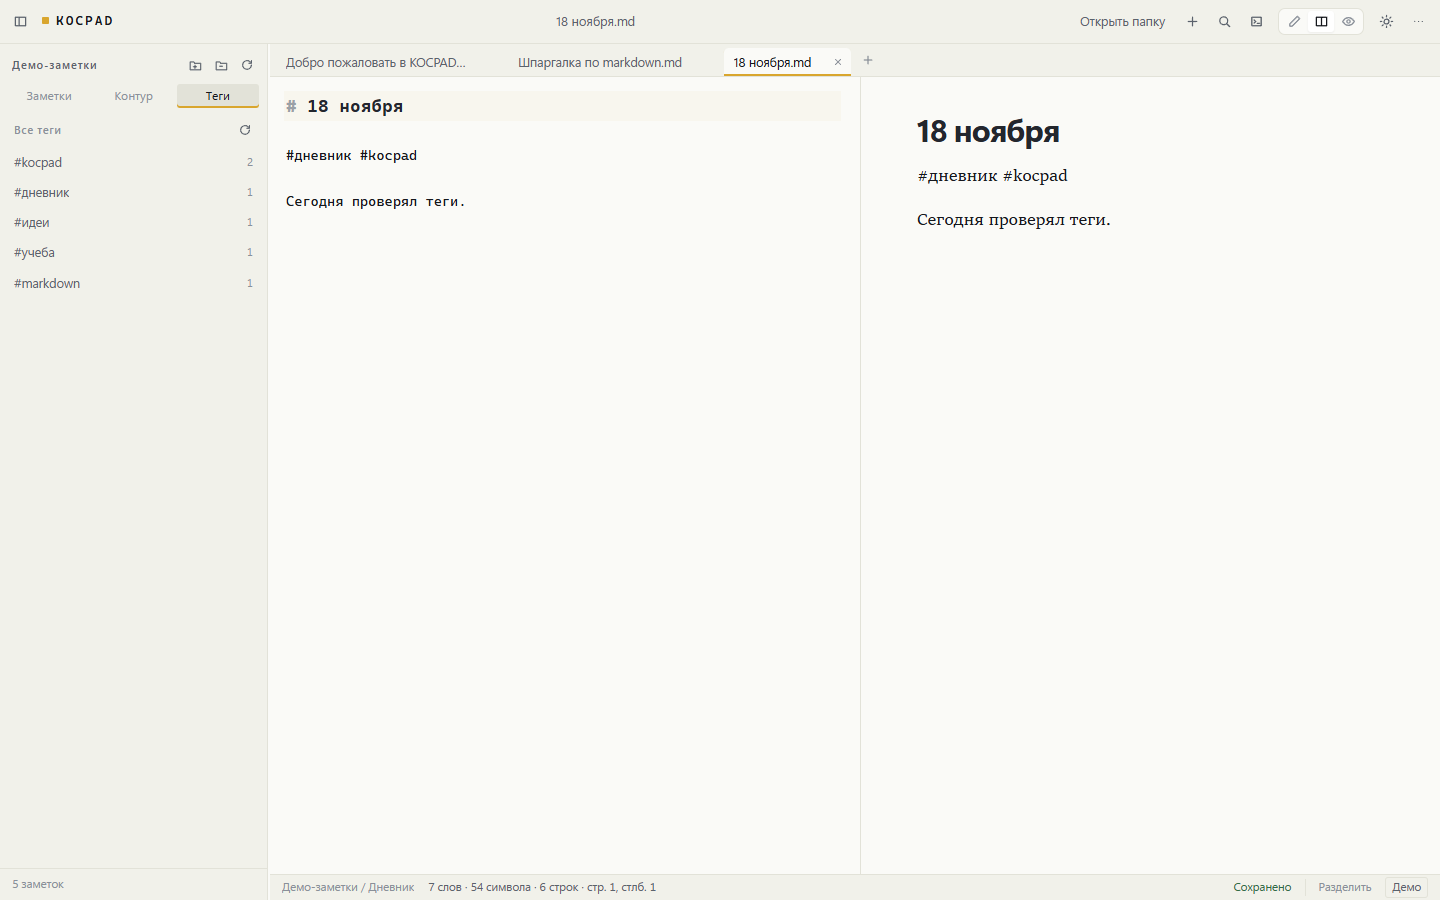 KOCPAD
18 ноября.md
Открыть папку
Демо-заметки
Заметки
Контур
Теги
Все теги
#kocpad 2
#дневник 1
#идеи 1
#учеба 1
#markdown 1
5 заметок
Добро пожаловать в KOCPAD...
Шпаргалка по markdown.md
18 ноября.md
# 18 ноября
#дневник #kocpad
Сегодня проверял теги.
18 ноября
#дневник #kocpad
Сегодня проверял теги.
Демо-заметки / Дневник 7 слов · 54 символа · 6 строк · стр. 1, стлб. 1
Сохранено
Разделить
Демо